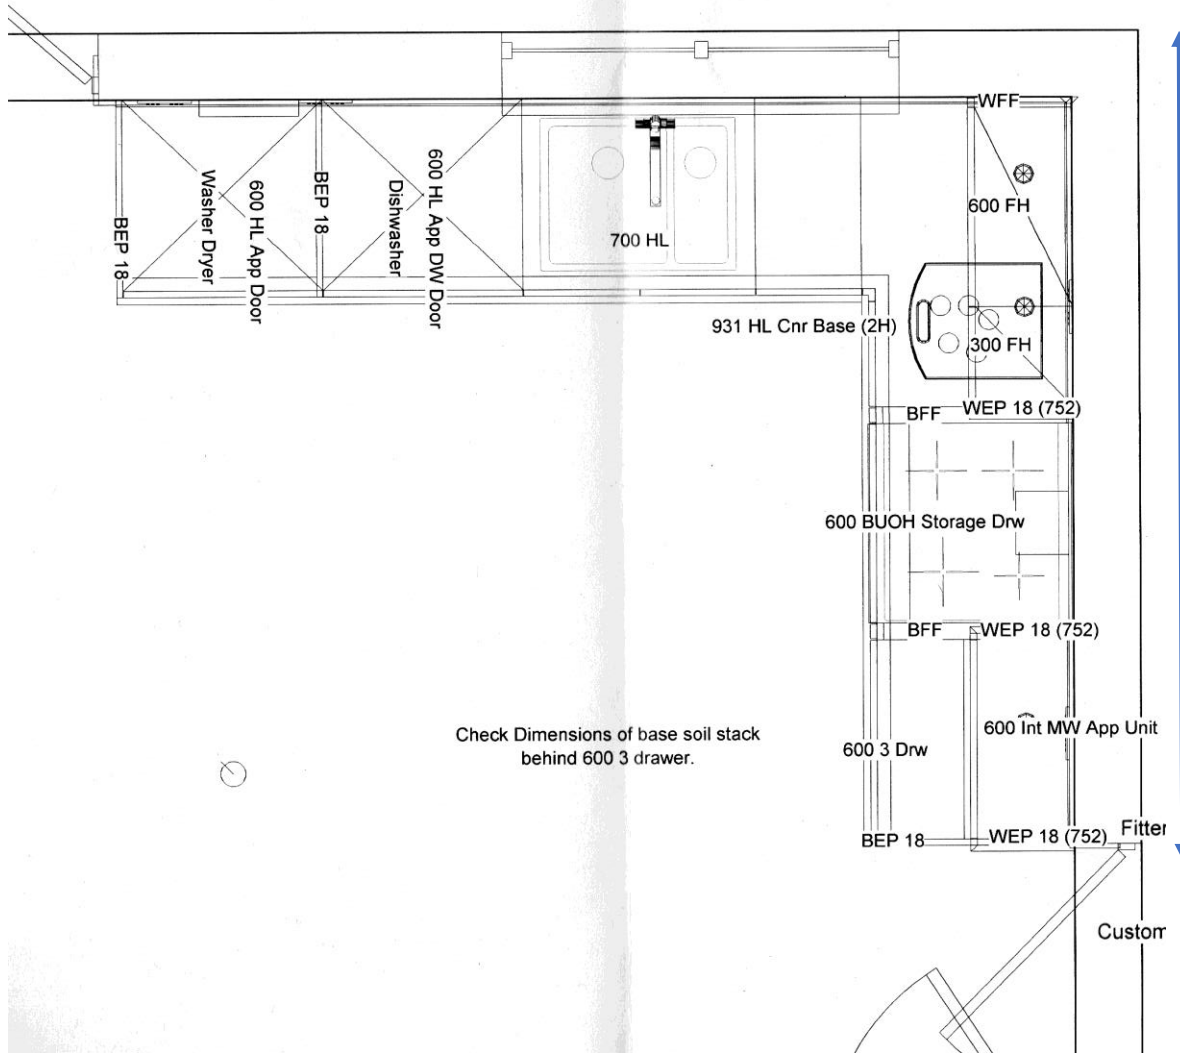 WFF
600 HL App DW Door
Dishwasher
BEP 18
600 HL App Door
Washer Dryer
BEP 18
700 HL
600 FH
931 HL Cnr Base (2H)
300 FH
BFF
WEP 18 (752)
600 BUOH Storage Drw
BFF
WEP 18 (752)
Check Dimensions of base soil stack
behind 600 3 drawer.
600 3 Drw
600 Int MW App Unit
BEP 18
WEP 18 (752)
Fitter
Custom